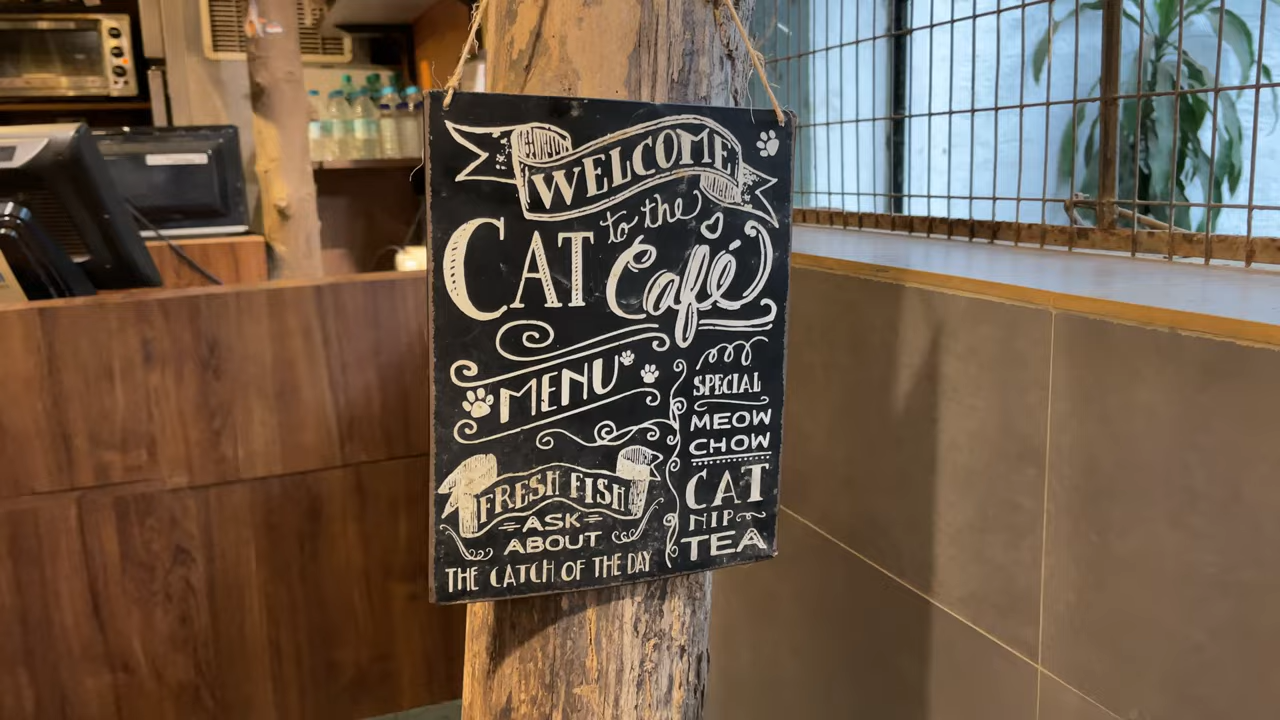 WELCOME
to the
CAT Café
MENU
FRESH FISH
ASK
ABOUT
THE CATCH OF THE DAY
SPECIAL
MEOW
CHOW
CAT
NIP
TEA